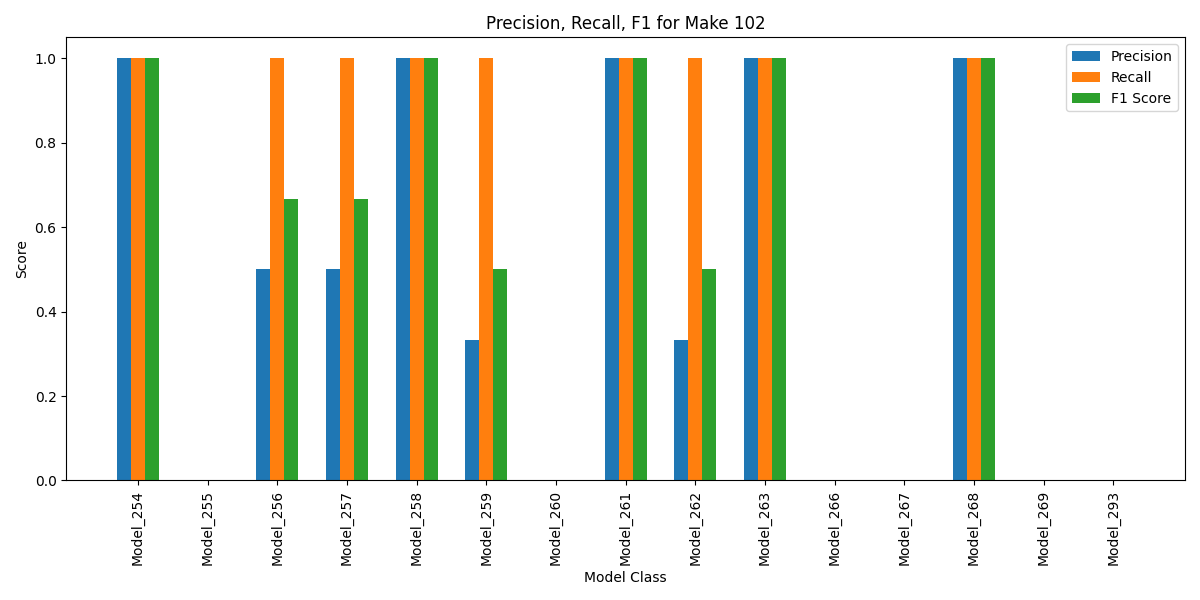 Precision, Recall, F1 for Make 102
Precision
Recall
F1 Score
Score
1.0
0.8
0.6
0.4
0.2
0.0
Model_254
Model_255
Model_256
Model_257
Model_258
Model_259
Model_260
Model_261
Model_262
Model_263
Model_266
Model_267
Model_268
Model_269
Model_293
Model Class